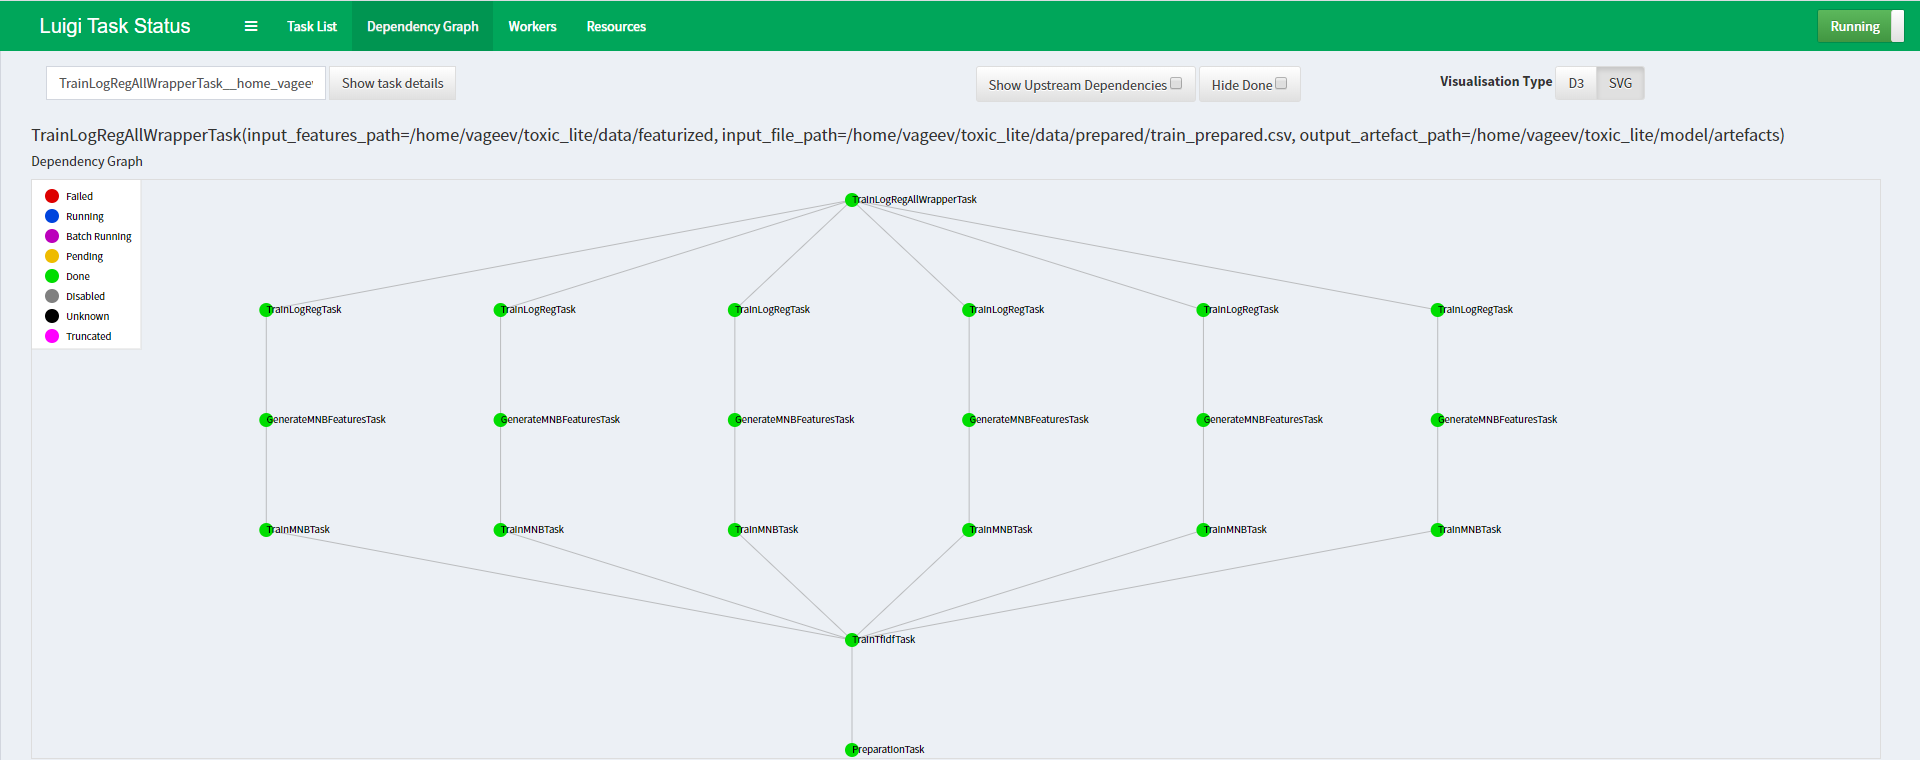 Luigi Task Status Task List Dependency Graph Workers Resources Running
TrainLogRegAllWrapperTask__home_vagee Show task details Show Upstream Dependencies Hide Done Visualisation Type D3 SVG
TrainLogRegAllWrapperTask(input_features_path=/home/vageev/toxic_lite/data/featurized, input_file_path=/home/vageev/toxic_lite/data/prepared/train_prepared.csv, output_artefact_path=/home/vageev/toxic_lite/model/artefacts)
Dependency Graph
Failed
Running
Batch Running
Pending
Done
Disabled
Unknown
Truncated
TrainLogRegAllWrapperTask
TrainLogRegTask TrainLogRegTask TrainLogRegTask TrainLogRegTask TrainLogRegTask TrainLogRegTask
GenerateMNBFeaturesTask GenerateMNBFeaturesTask GenerateMNBFeaturesTask GenerateMNBFeaturesTask GenerateMNBFeaturesTask GenerateMNBFeaturesTask
TrainMNBTask TrainMNBTask TrainMNBTask TrainMNBTask TrainMNBTask TrainMNBTask
TrainTfIdfTask
PreparationTask